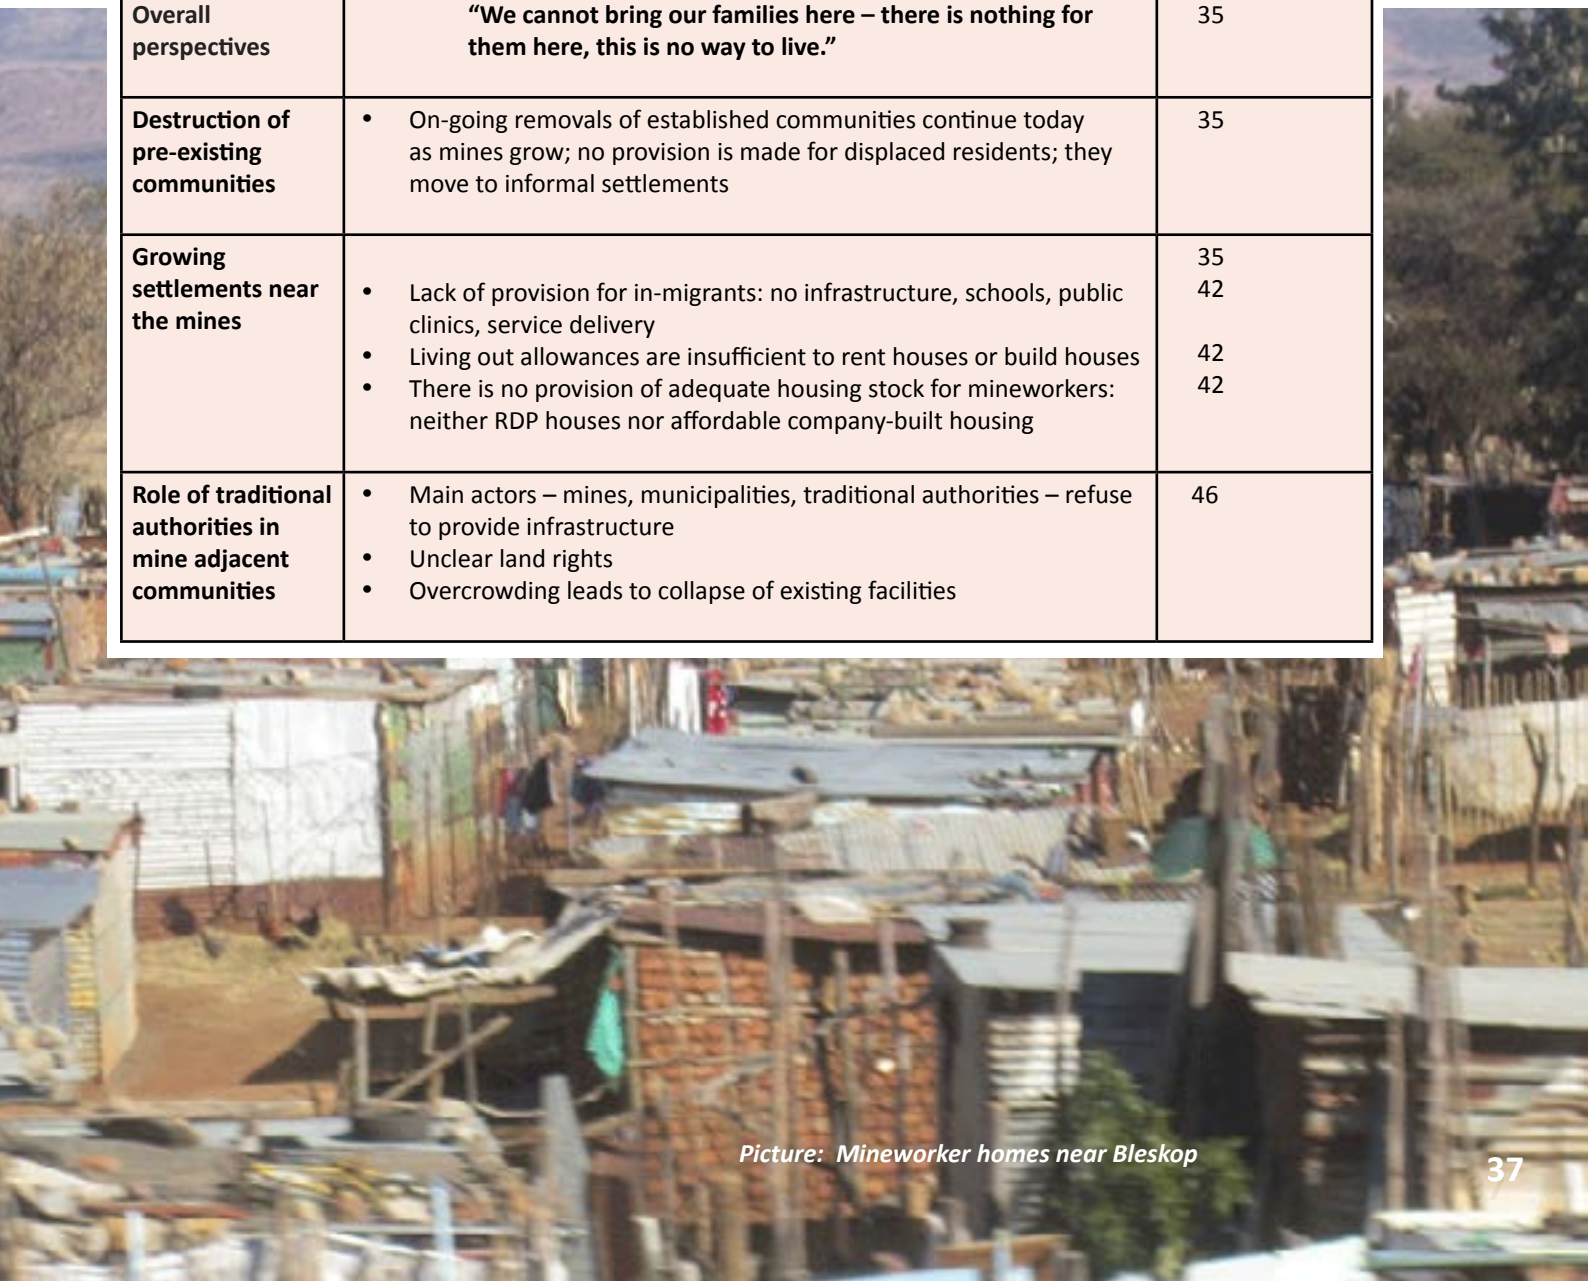 Overall
perspectives
“We cannot bring our families here – there is nothing for
them here, this is no way to live.”
35
Destruction of
pre-existing
communities
• On-going removals of established communities continue today
as mines grow; no provision is made for displaced residents; they
move to informal settlements
35
Growing
settlements near
the mines
• Lack of provision for in-migrants: no infrastructure, schools, public
clinics, service delivery
• Living out allowances are insufficient to rent houses or build houses
• There is no provision of adequate housing stock for mineworkers:
neither RDP houses nor affordable company-built housing
35
42
42
42
Role of traditional
authorities in
mine adjacent
communities
• Main actors – mines, municipalities, traditional authorities – refuse
to provide infrastructure
• Unclear land rights
• Overcrowding leads to collapse of existing facilities
46
Picture: Mineworker homes near Bleskop
37